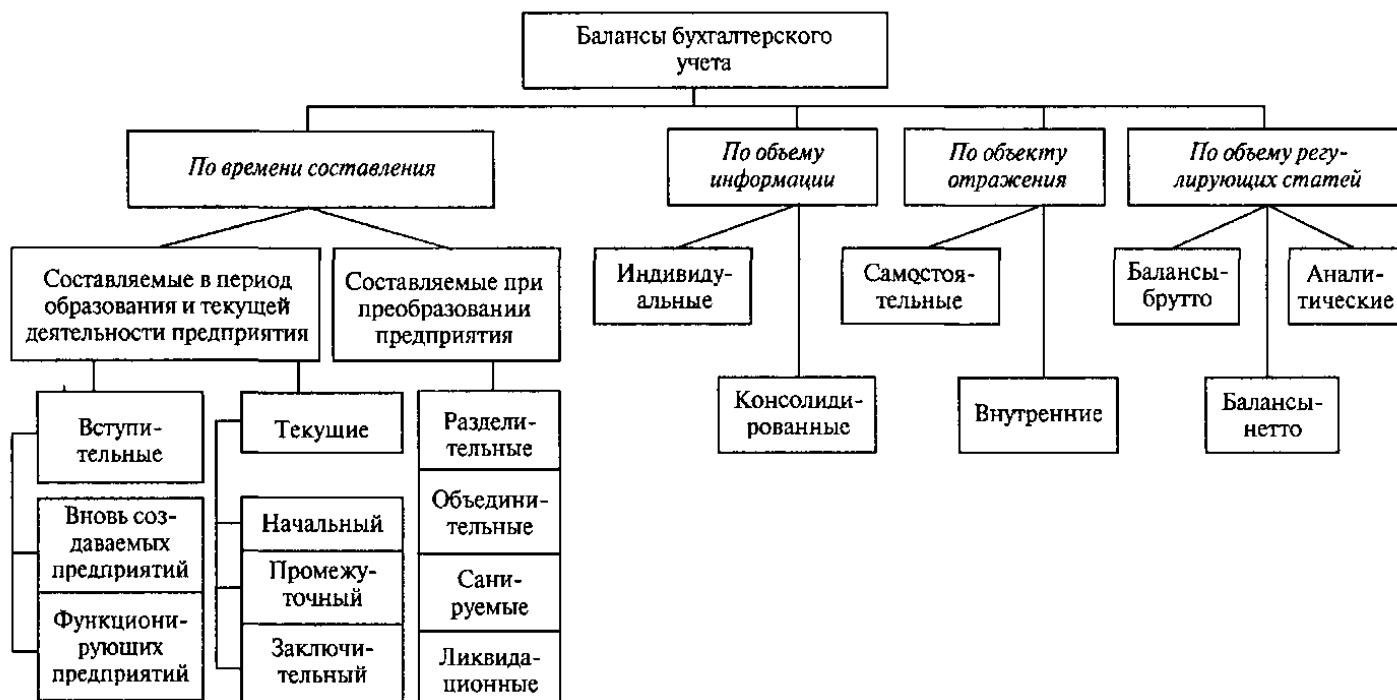 Балансы бухгалтерского
учета
По времени составления
По объему
информации
По объекту
отражения
По объему регу-
лирующих статей
Составляемые в период
образования и текущей
деятельности предприятия
Составляемые при
преобразовании
предприятия
Индивиду-
альные
Самостоя-
тельные
Балансы-
брутто
Анали-
тические
Вступи-
тельные
Текущие
Раздели-
тельные
Консолиди-
рованные
Внутренние
Балансы-
нетто
Вновь соз-
даваемых
предприятий
Начальный
Объедини-
тельные
Промежу-
точный
Сани-
руемые
Функциони-
рующих
предприятий
Заключи-
тельный
Ликвида-
ционные